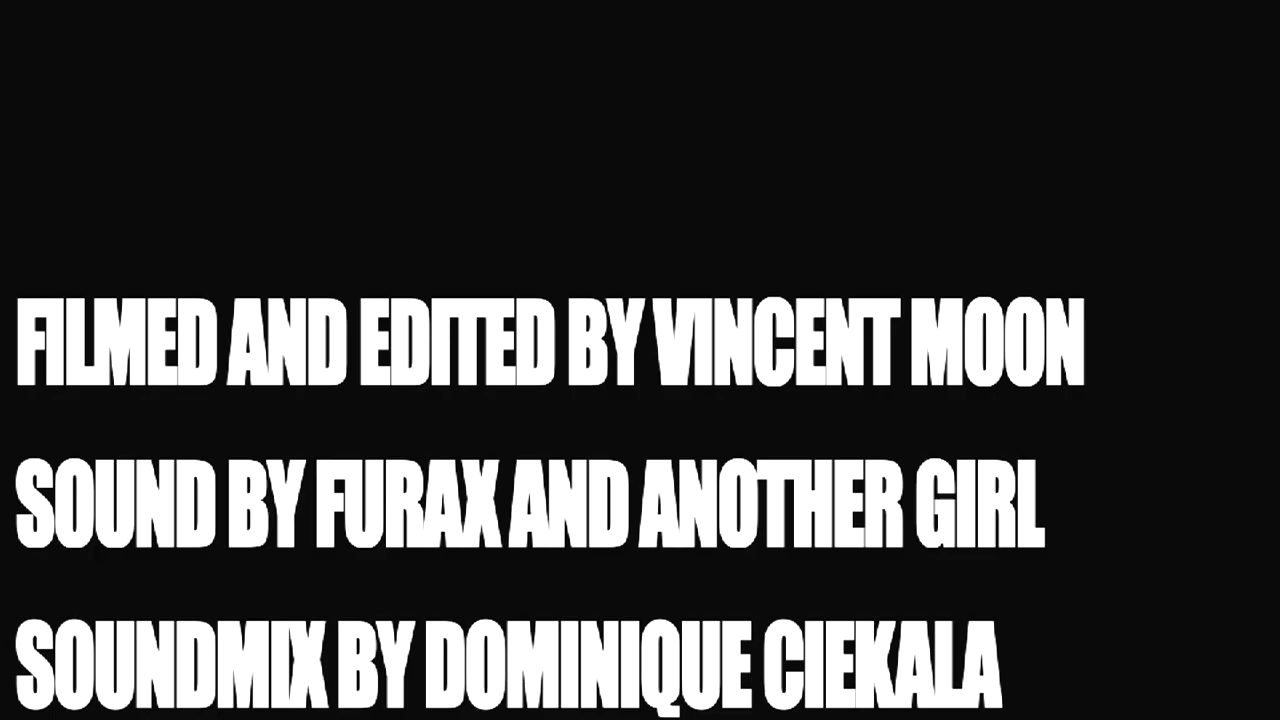 FILMED AND EDITED BY VINCENT MOON
SOUND BY FURAX AND ANOTHER GIRL
SOUNDMIX BY DOMINIQUE CIEKALA